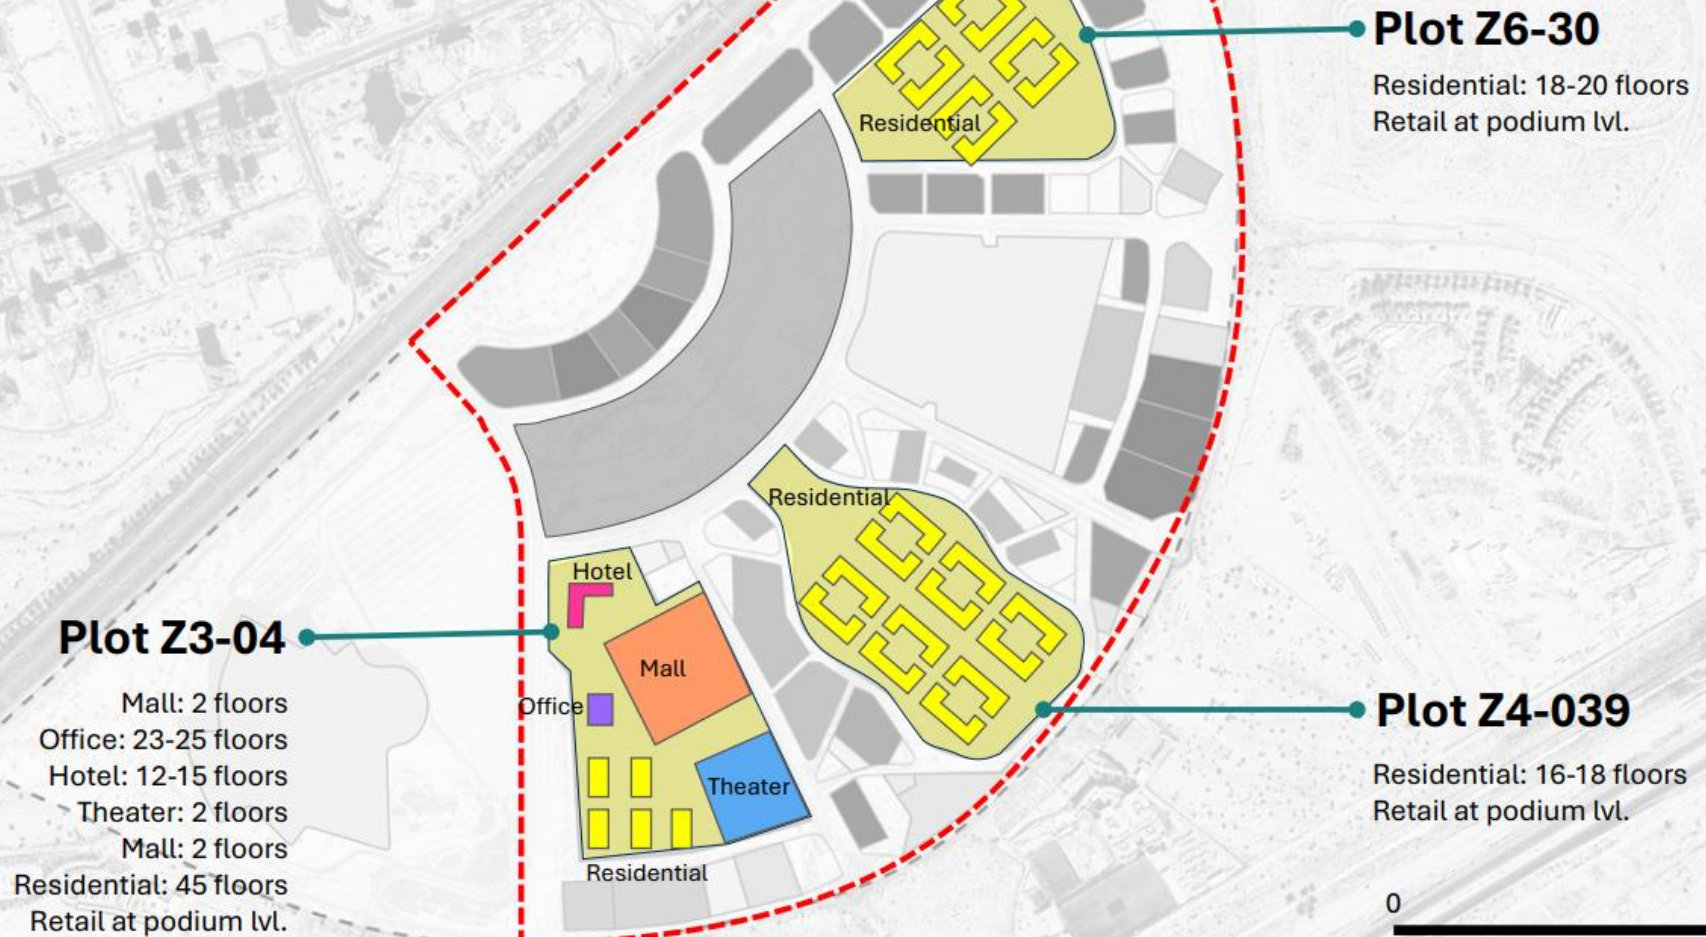 Plot Z6-30
Residential: 18-20 floors
Retail at podium lvl.
Residential
Residential
Hotel
Mall
Office
Theater
Residential
Plot Z3-04
Mall: 2 floors
Office: 23-25 floors
Hotel: 12-15 floors
Theater: 2 floors
Mall: 2 floors
Residential: 45 floors
Retail at podium lvl.
Plot Z4-039
Residential: 16-18 floors
Retail at podium lvl.
0